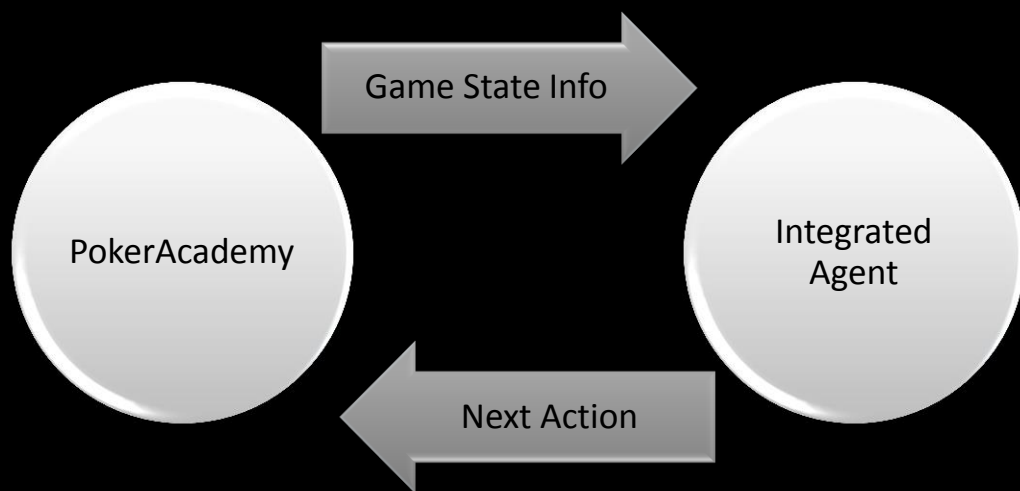 Game State Info
PokerAcademy
Integrated
Agent
Next Action